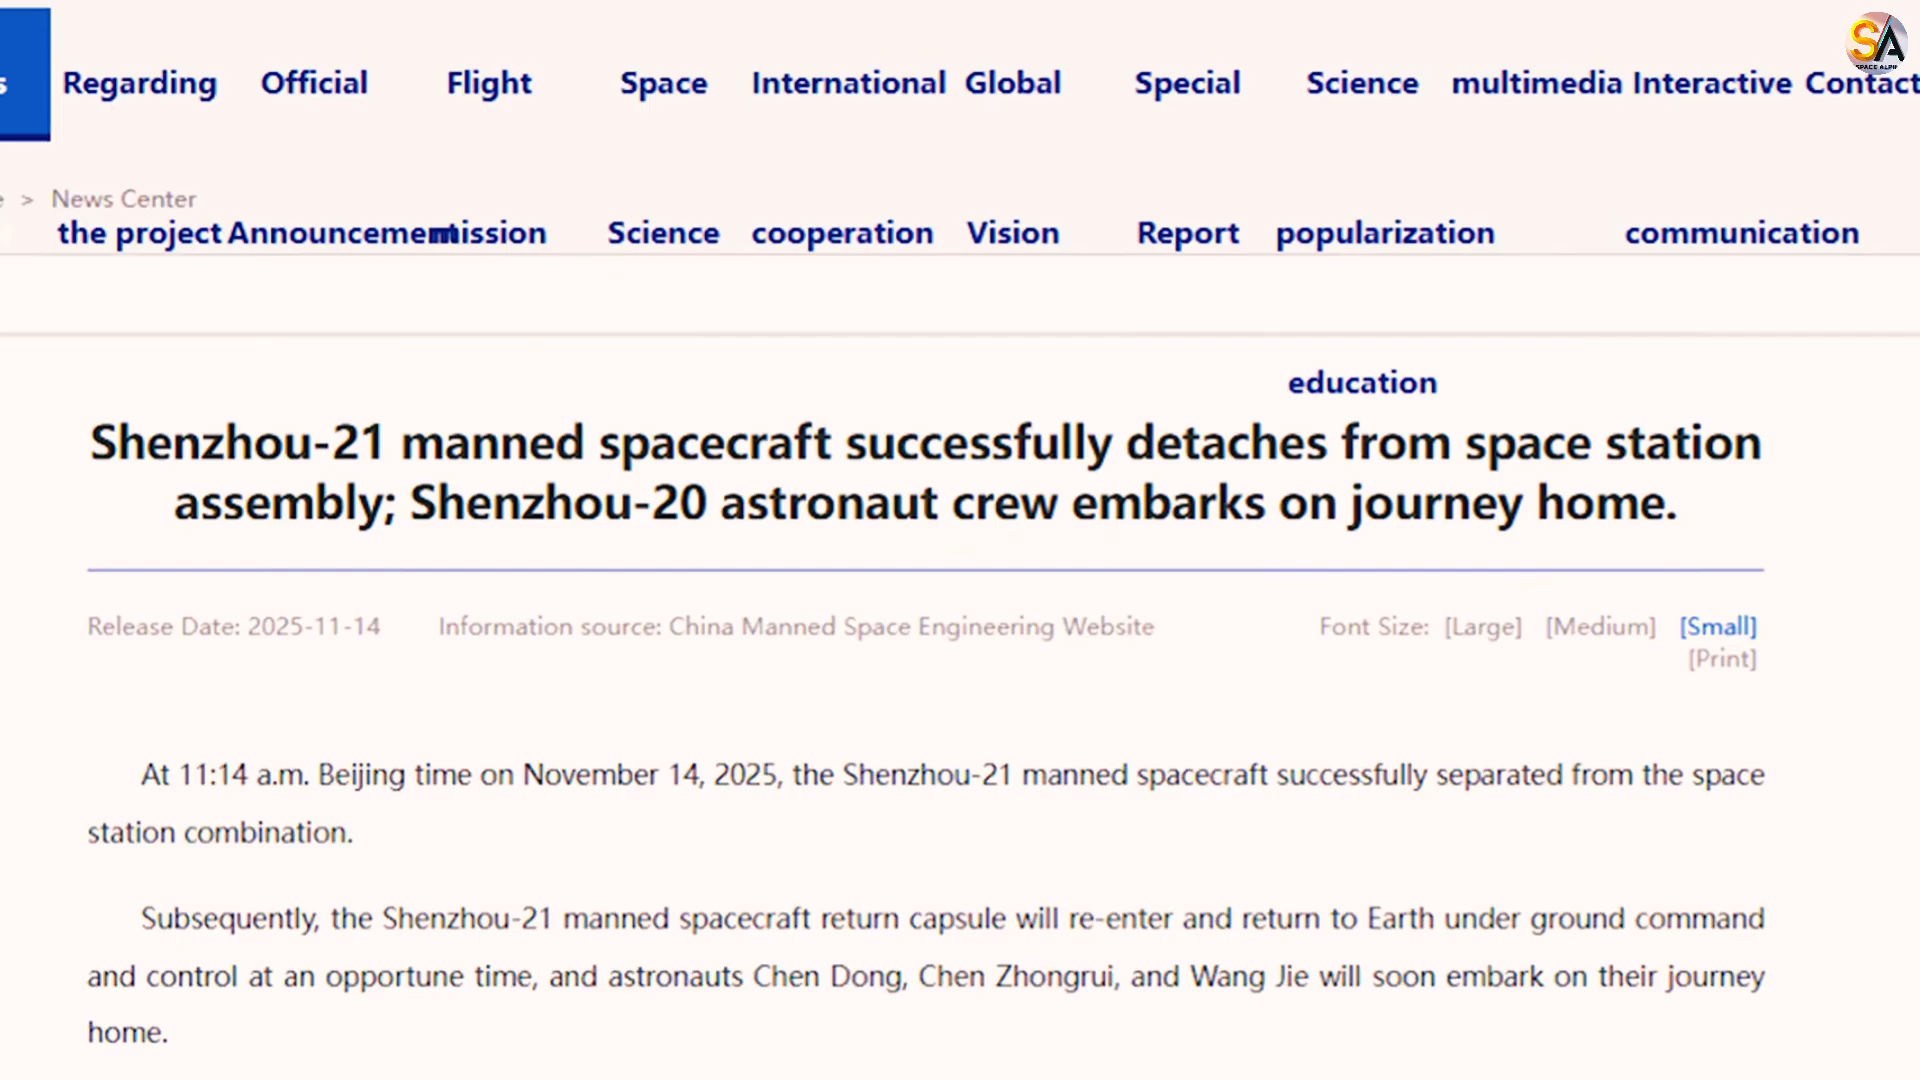 s Regarding Official Flight Space International Global Special Science multimedia Interactive Contact
> News Center
the project Announcement mission Science cooperation Vision Report popularization communication
education
Shenzhou-21 manned spacecraft successfully detaches from space station
assembly; Shenzhou-20 astronaut crew embarks on journey home.
Release Date: 2025-11-14 Information source: China Manned Space Engineering Website Font Size: [Large] [Medium] [Small]
[Print]
At 11:14 a.m. Beijing time on November 14, 2025, the Shenzhou-21 manned spacecraft successfully separated from the space
station combination.
Subsequently, the Shenzhou-21 manned spacecraft return capsule will re-enter and return to Earth under ground command
and control at an opportune time, and astronauts Chen Dong, Chen Zhongrui, and Wang Jie will soon embark on their journey
home.
SA